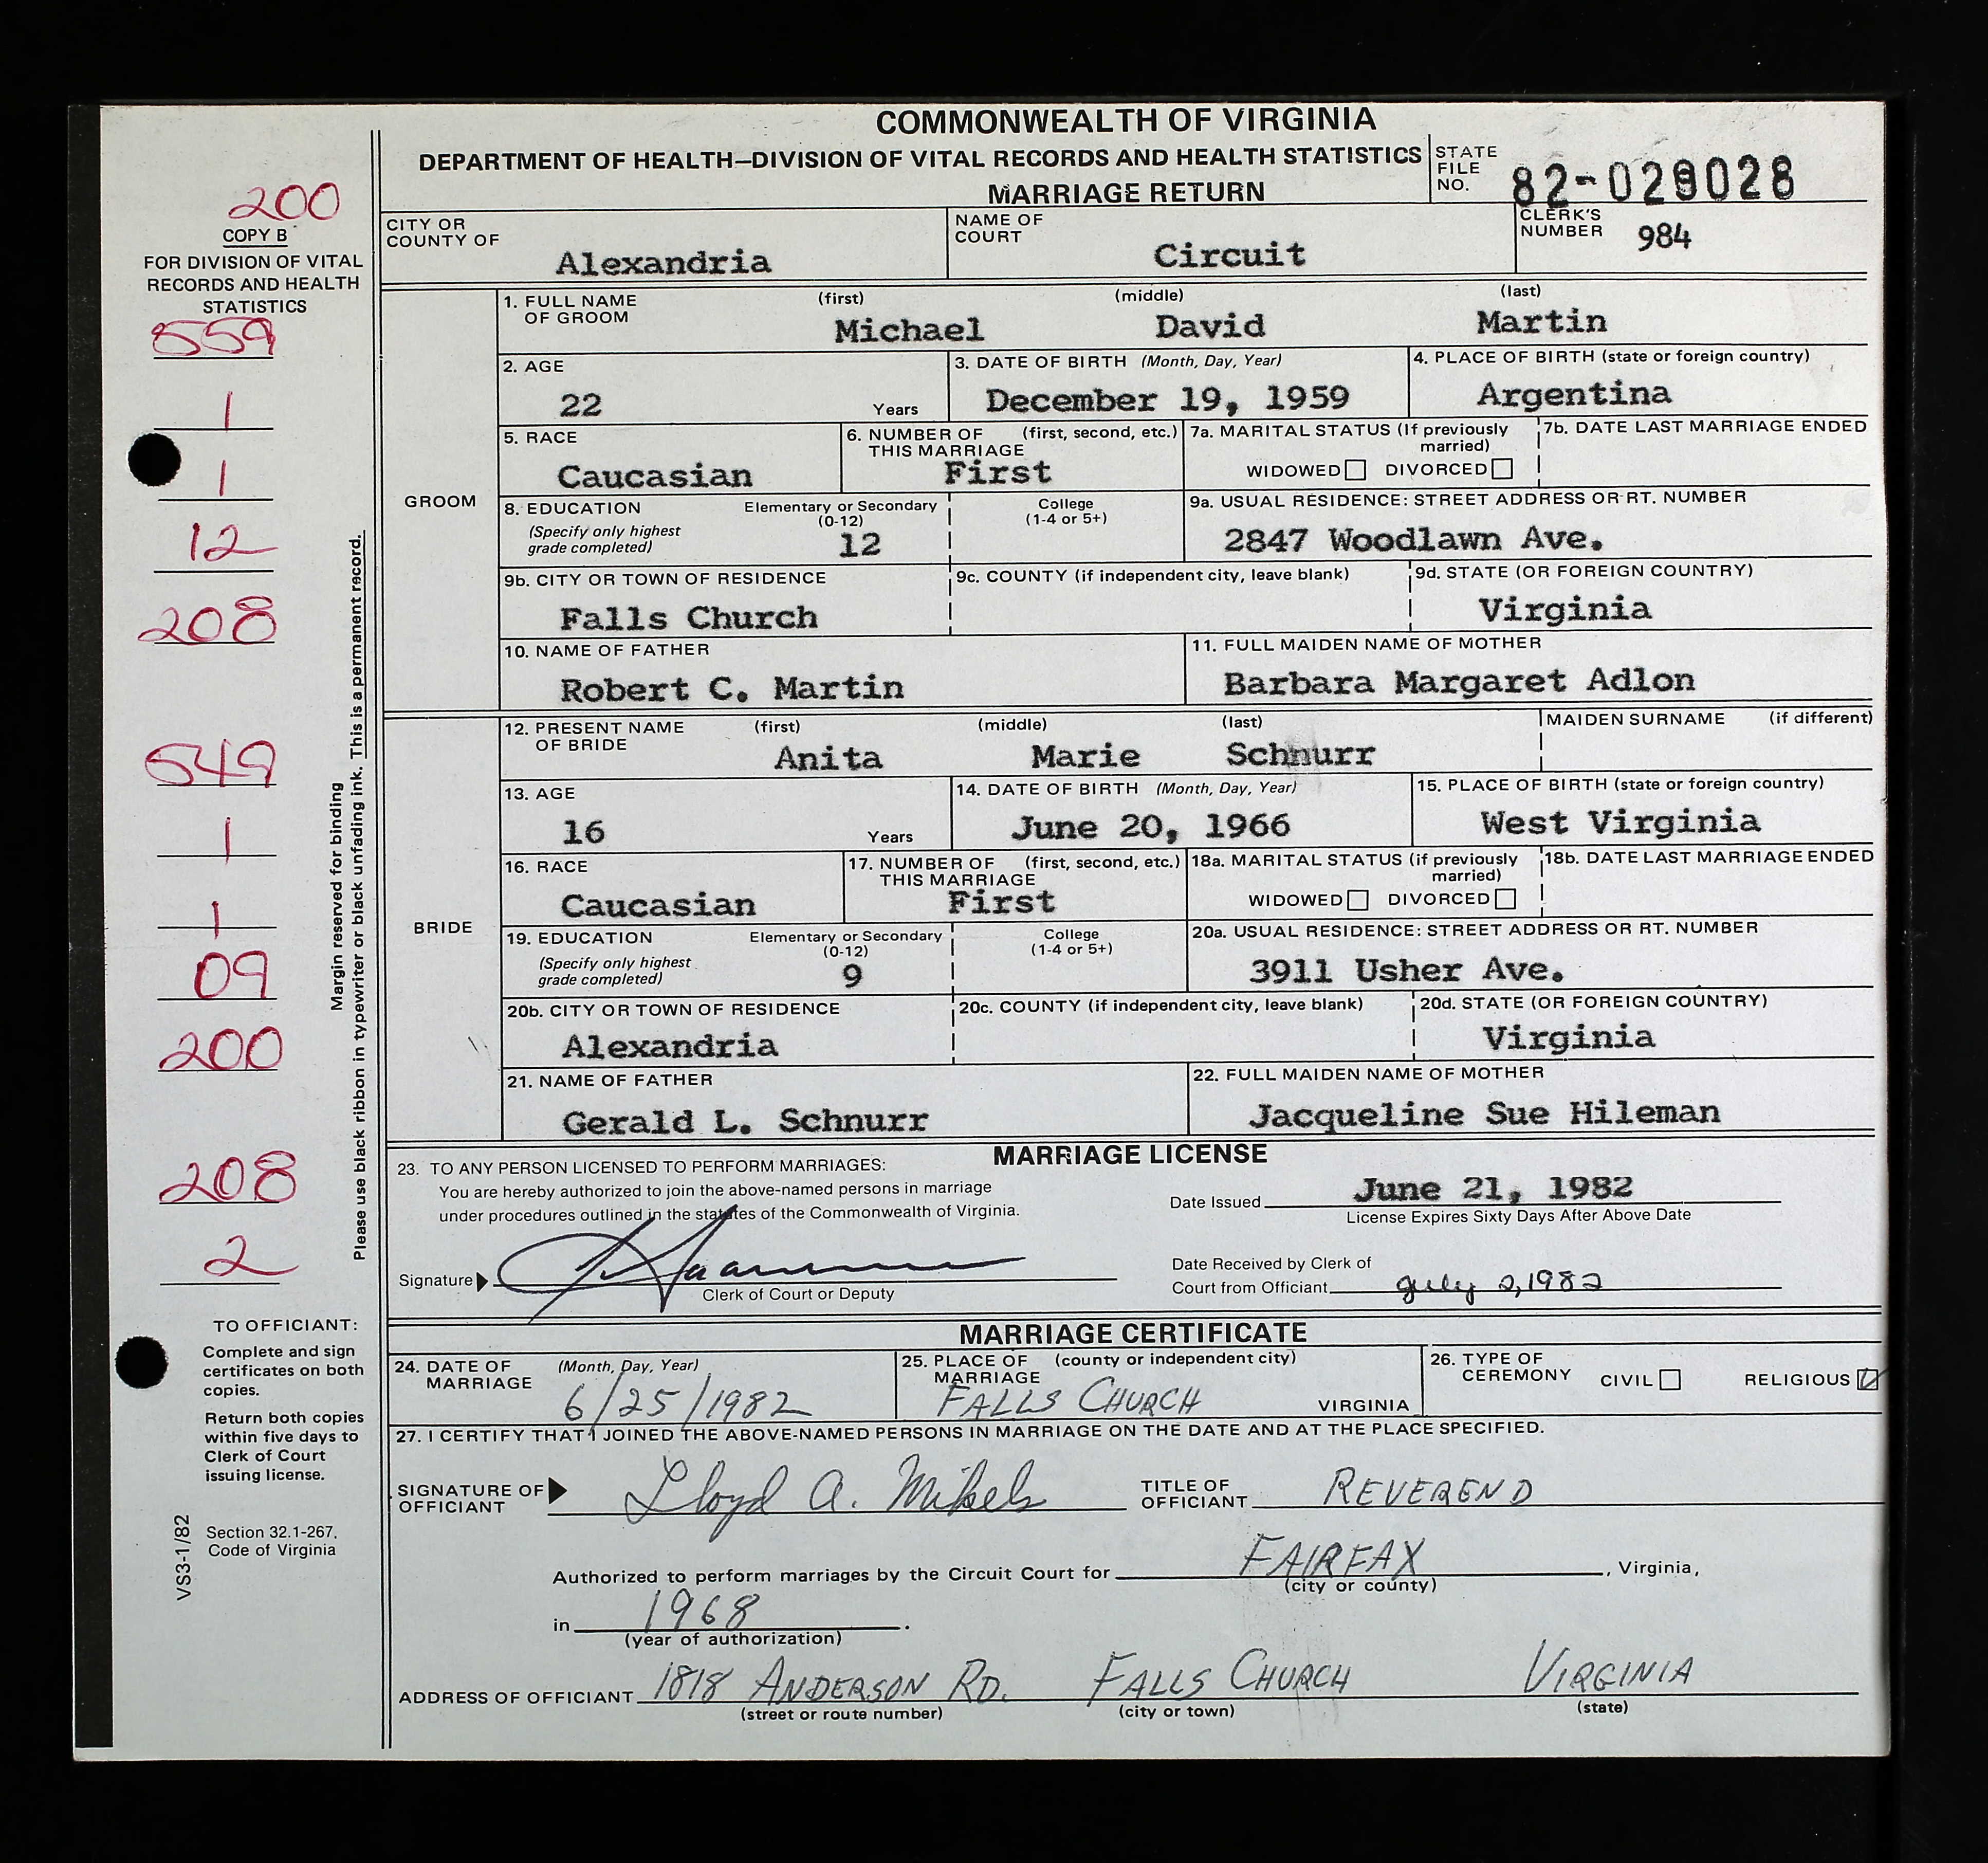 COMMONWEALTH OF VIRGINIA
DEPARTMENT OF HEALTH—DIVISION OF VITAL RECORDS AND HEALTH STATISTICS
MARRIAGE RETURN
STATE FILE NO. 82-029028
200
COPY B
FOR DIVISION OF VITAL
RECORDS AND HEALTH
STATISTICS
559
1
1
12
208
549
1
1
09
200
208
2
Margin reserved for binding
Please use black ribbon in typewriter or black unfading ink. This is a permanent record.
TO OFFICIANT:
Complete and sign
certificates on both
copies.
Return both copies
within five days to
Clerk of Court
issuing license.
Section 32.1-267,
Code of Virginia
VS3-1/82
CITY OR COUNTY OF Alexandria
NAME OF COURT Circuit
CLERK'S NUMBER 984
GROOM
1. FULL NAME OF GROOM (first) (middle) (last)
Michael David Martin
2. AGE 22 Years
3. DATE OF BIRTH (Month, Day, Year) December 19, 1959
4. PLACE OF BIRTH (state or foreign country) Argentina
5. RACE Caucasian
6. NUMBER OF THIS MARRIAGE (first, second, etc.) First
7a. MARITAL STATUS (If previously married) WIDOWED DIVORCED
7b. DATE LAST MARRIAGE ENDED
8. EDUCATION (Specify only highest grade completed) Elementary or Secondary (0-12) 12 College (1-4 or 5+)
9a. USUAL RESIDENCE: STREET ADDRESS OR RT. NUMBER 2847 Woodlawn Ave.
9b. CITY OR TOWN OF RESIDENCE Falls Church
9c. COUNTY (if independent city, leave blank)
9d. STATE (OR FOREIGN COUNTRY) Virginia
10. NAME OF FATHER Robert C. Martin
11. FULL MAIDEN NAME OF MOTHER Barbara Margaret Adlon
BRIDE
12. PRESENT NAME OF BRIDE (first) (middle) (last) MAIDEN SURNAME (if different)
Anita Marie Schnurr
13. AGE 16 Years
14. DATE OF BIRTH (Month, Day, Year) June 20, 1966
15. PLACE OF BIRTH (state or foreign country) West Virginia
16. RACE Caucasian
17. NUMBER OF THIS MARRIAGE (first, second, etc.) First
18a. MARITAL STATUS (if previously married) WIDOWED DIVORCED
18b. DATE LAST MARRIAGE ENDED
19. EDUCATION (Specify only highest grade completed) Elementary or Secondary (0-12) 9 College (1-4 or 5+)
20a. USUAL RESIDENCE: STREET ADDRESS OR RT. NUMBER 3911 Usher Ave.
20b. CITY OR TOWN OF RESIDENCE Alexandria
20c. COUNTY (if independent city, leave blank)
20d. STATE (OR FOREIGN COUNTRY) Virginia
21. NAME OF FATHER Gerald L. Schnurr
22. FULL MAIDEN NAME OF MOTHER Jacqueline Sue Hileman
MARRIAGE LICENSE
23. TO ANY PERSON LICENSED TO PERFORM MARRIAGES:
You are hereby authorized to join the above-named persons in marriage
under procedures outlined in the statutes of the Commonwealth of Virginia.
Date Issued June 21, 1982
License Expires Sixty Days After Above Date
Signature
Clerk of Court or Deputy
Date Received by Clerk of
Court from Officiant July 2, 1982
MARRIAGE CERTIFICATE
24. DATE OF MARRIAGE (Month, Day, Year) 6/25/1982
25. PLACE OF MARRIAGE (county or independent city) FALLS CHURCH VIRGINIA
26. TYPE OF CEREMONY CIVIL RELIGIOUS
27. I CERTIFY THAT I JOINED THE ABOVE-NAMED PERSONS IN MARRIAGE ON THE DATE AND AT THE PLACE SPECIFIED.
SIGNATURE OF OFFICIANT Lloyd A. Mikels
TITLE OF OFFICIANT REVEREND
Authorized to perform marriages by the Circuit Court for FAIRFAX, Virginia,
(city or county)
in 1968.
(year of authorization)
ADDRESS OF OFFICIANT 1818 ANDERSON RD. FALLS CHURCH VIRGINIA
(street or route number) (city or town) (state)